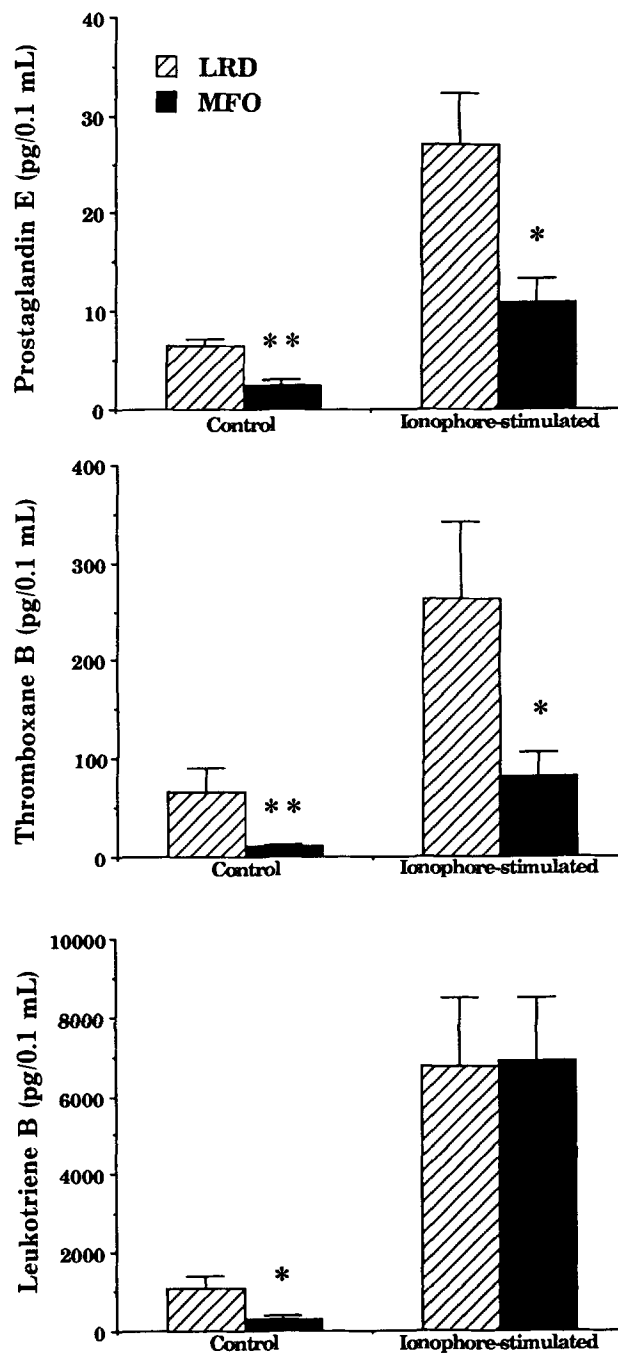 Prostaglandin E (pg/0.1 mL)
40
30
20
10
0
LRD
MFO
* *
*
Control
Ionophore-stimulated
Thromboxane B (pg/0.1 mL)
400
300
200
100
0
* *
*
Control
Ionophore-stimulated
Leukotriene B (pg/0.1 mL)
10000
8000
6000
4000
2000
0
*
Control
Ionophore-stimulated